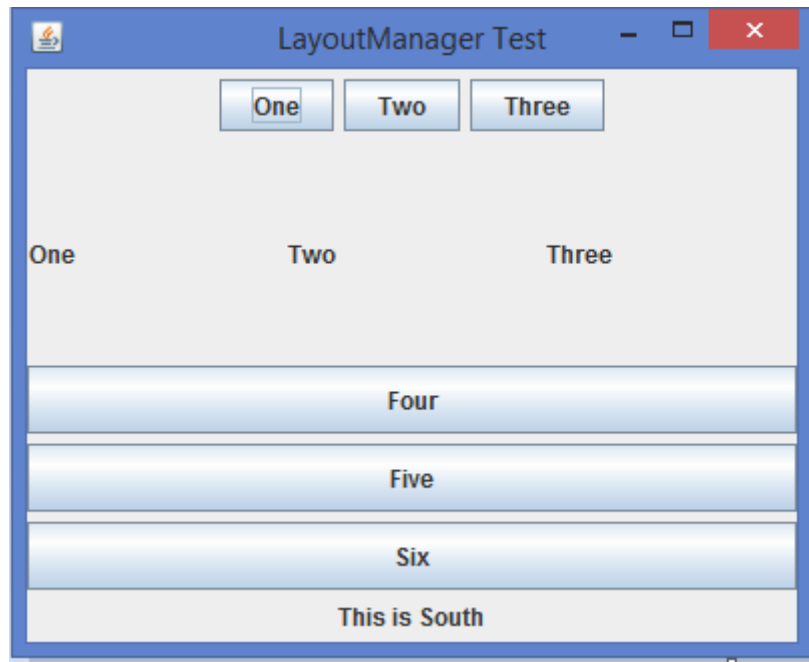 LayoutManager Test
One Two Three
One Two Three
Four
Five
Six
This is South